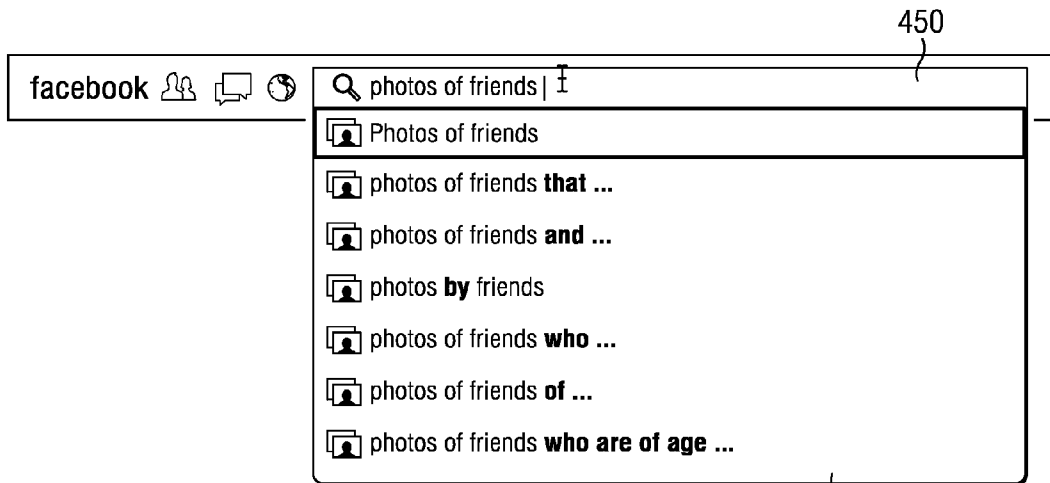 450
facebook photos of friends
Photos of friends
photos of friends that ...
photos of friends and ...
photos by friends
photos of friends who ...
photos of friends of ...
photos of friends who are of age ...